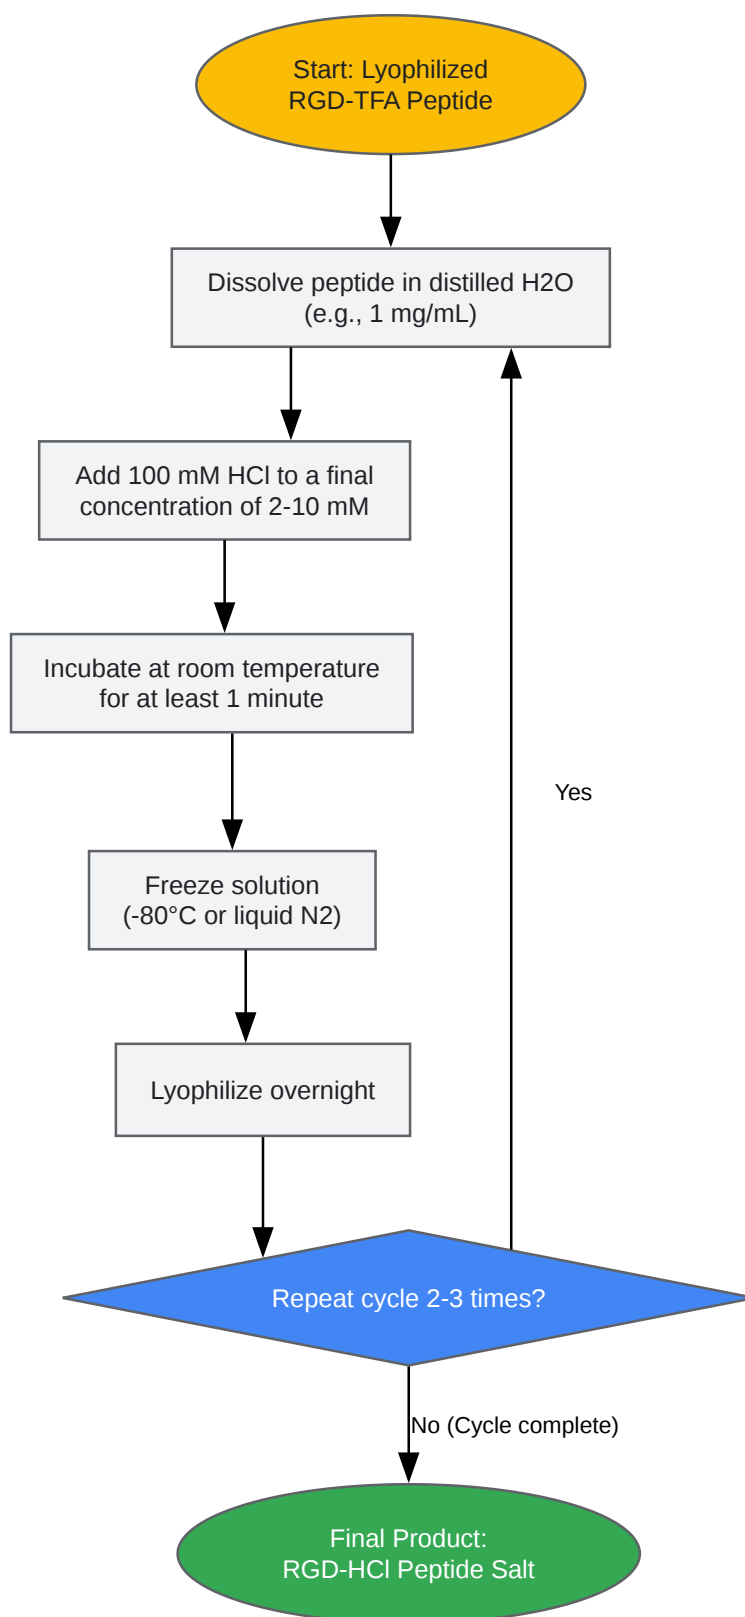 Start: Lyophilized
RGD-TFA Peptide
Dissolve peptide in distilled H2O
(e.g., 1 mg/mL)
Add 100 mM HCl to a final
concentration of 2-10 mM
Incubate at room temperature
for at least 1 minute
Yes
Freeze solution
(-80°C or liquid N2)
Lyophilize overnight
Repeat cycle 2-3 times?
No (Cycle complete)
Final Product:
RGD-HCl Peptide Salt